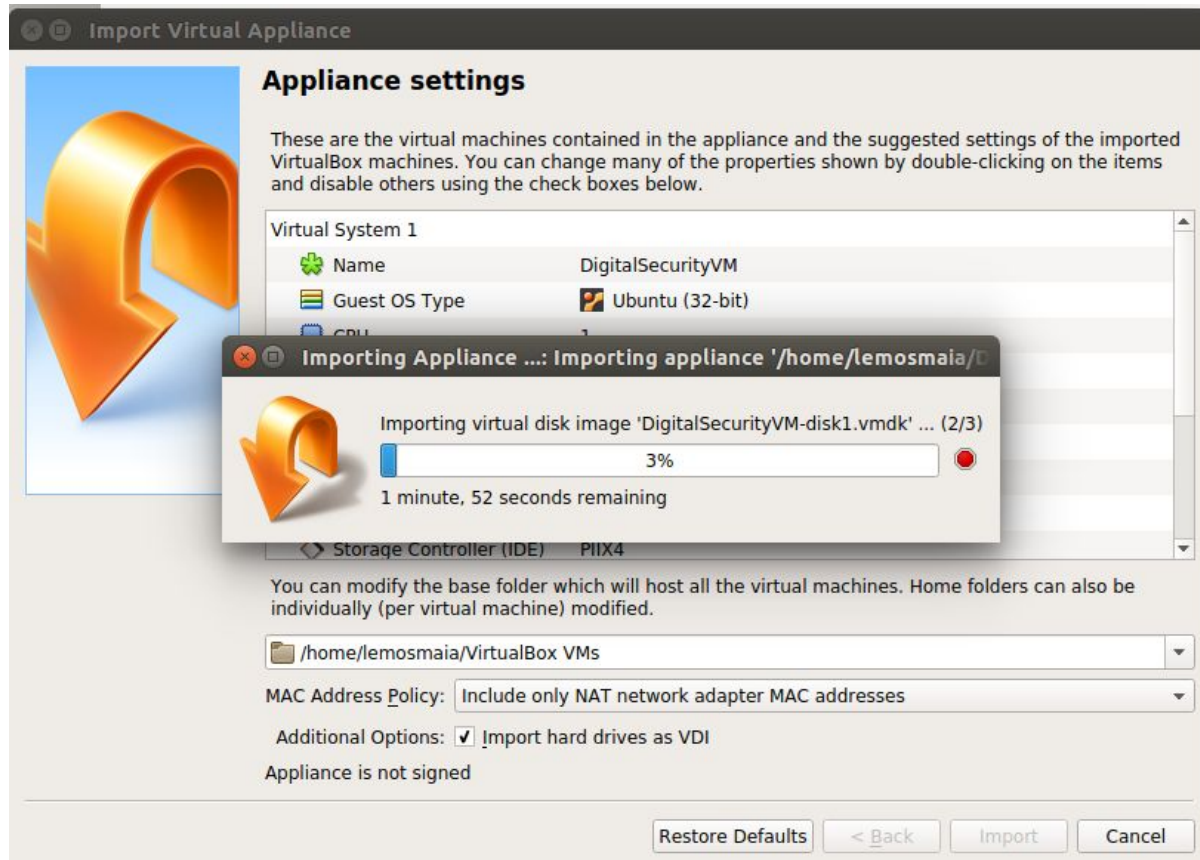 Import Virtual Appliance
Appliance settings
These are the virtual machines contained in the appliance and the suggested settings of the imported
VirtualBox machines. You can change many of the properties shown by double-clicking on the items
and disable others using the check boxes below.
Virtual System 1
Name DigitalSecurityVM
Guest OS Type Ubuntu (32-bit)
CPU 1
Importing Appliance ...: Importing appliance '/home/lemosmaia/D
Importing virtual disk image 'DigitalSecurityVM-disk1.vmdk' ... (2/3)
3%
1 minute, 52 seconds remaining
Storage Controller (IDE) PIIX4
You can modify the base folder which will host all the virtual machines. Home folders can also be
individually (per virtual machine) modified.
/home/lemosmaia/VirtualBox VMs
MAC Address Policy: Include only NAT network adapter MAC addresses
Additional Options: Import hard drives as VDI
Appliance is not signed
Restore Defaults < Back Import Cancel